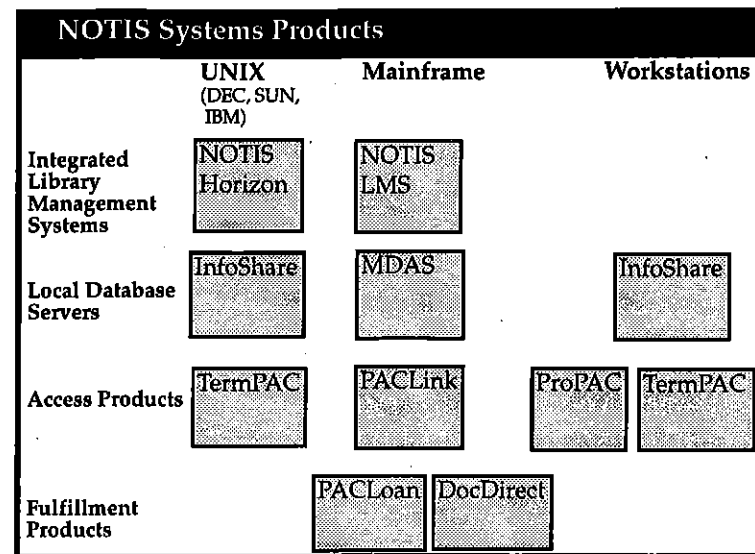 NOTIS Systems Products
UNIX Mainframe Workstations
(DEC, SUN,
IBM)
Integrated
Library
Management
Systems
NOTIS
Horizon
NOTIS
LMS
Local Database
Servers
InfoShare
MDAS
InfoShare
Access Products
TermPAC
PACLink
ProPAC
TermPAC
Fulfillment
Products
PACLoan
DocDirect